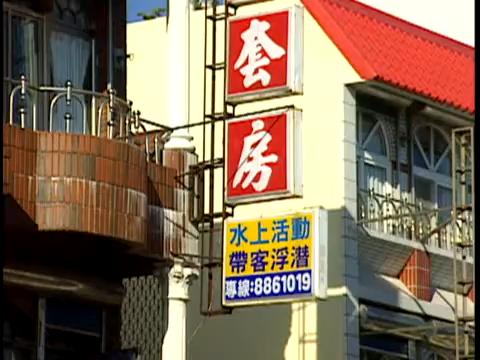 套
房
水上活動
帶客浮潛
專線:8861019